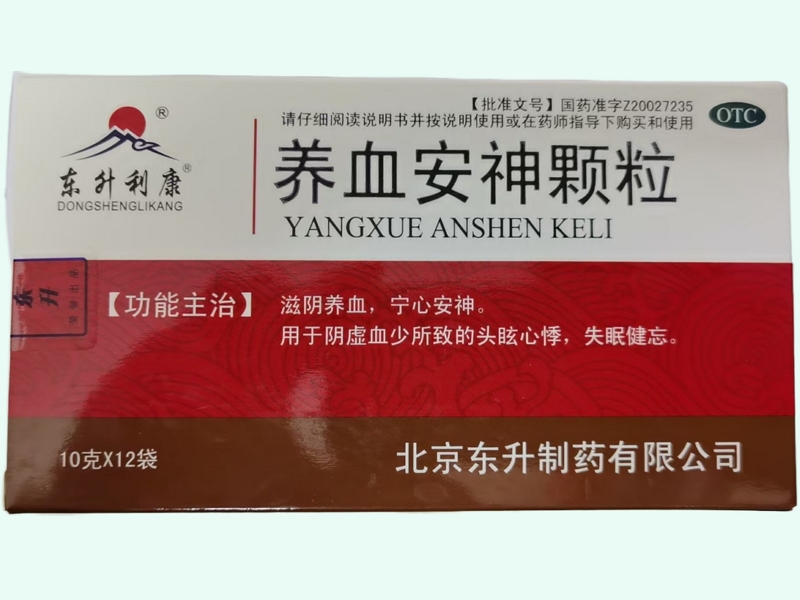 【批准文号】国药准字Z20027235
请仔细阅读说明书并按说明使用或在药师指导下购买和使用
OTC
®
东升利康®
DONGSHENGLIKANG
养血安神颗粒
YANGXUE ANSHEN KELI
东升
【功能主治】
滋阴养血，宁心安神。
用于阴虚血少所致的头眩心悸，失眠健忘。
10克X12袋
北京东升制药有限公司